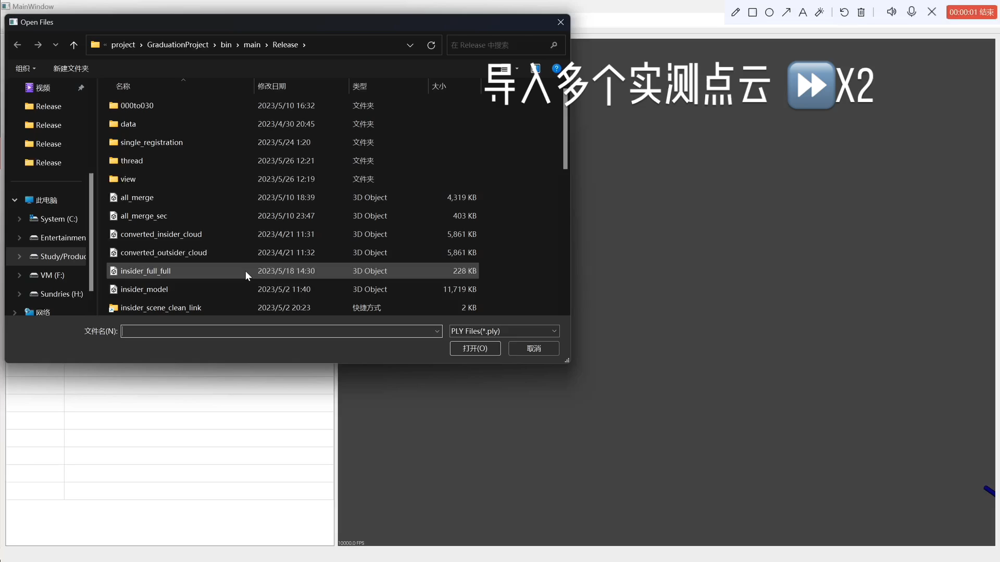 MainWindow
00:00:01 结束
Open Files
« project › GraduationProject › bin › main › Release ›
在 Release 中搜索
组织
新建文件夹
导入多个实测点云 ⏩X2
名称 修改日期 类型 大小
视频
Release
Release
Release
Release
此电脑
System (C:)
Entertainmen
Study/Produc
VM (F:)
Sundries (H:)
网络
000to030 2023/5/10 16:32 文件夹
data 2023/4/30 20:45 文件夹
single_registration 2023/5/24 1:20 文件夹
thread 2023/5/26 12:21 文件夹
view 2023/5/26 12:19 文件夹
all_merge 2023/5/10 18:39 3D Object 4,319 KB
all_merge_sec 2023/5/10 23:47 3D Object 403 KB
converted_insider_cloud 2023/4/21 11:31 3D Object 5,861 KB
converted_outsider_cloud 2023/4/21 11:32 3D Object 5,861 KB
insider_full_full 2023/5/18 14:30 3D Object 228 KB
insider_model 2023/5/2 11:40 3D Object 11,719 KB
insider_scene_clean_link 2023/5/2 20:23 快捷方式 2 KB
文件名(N):
PLY Files(*.ply)
打开(O)
取消
10000.0 FPS